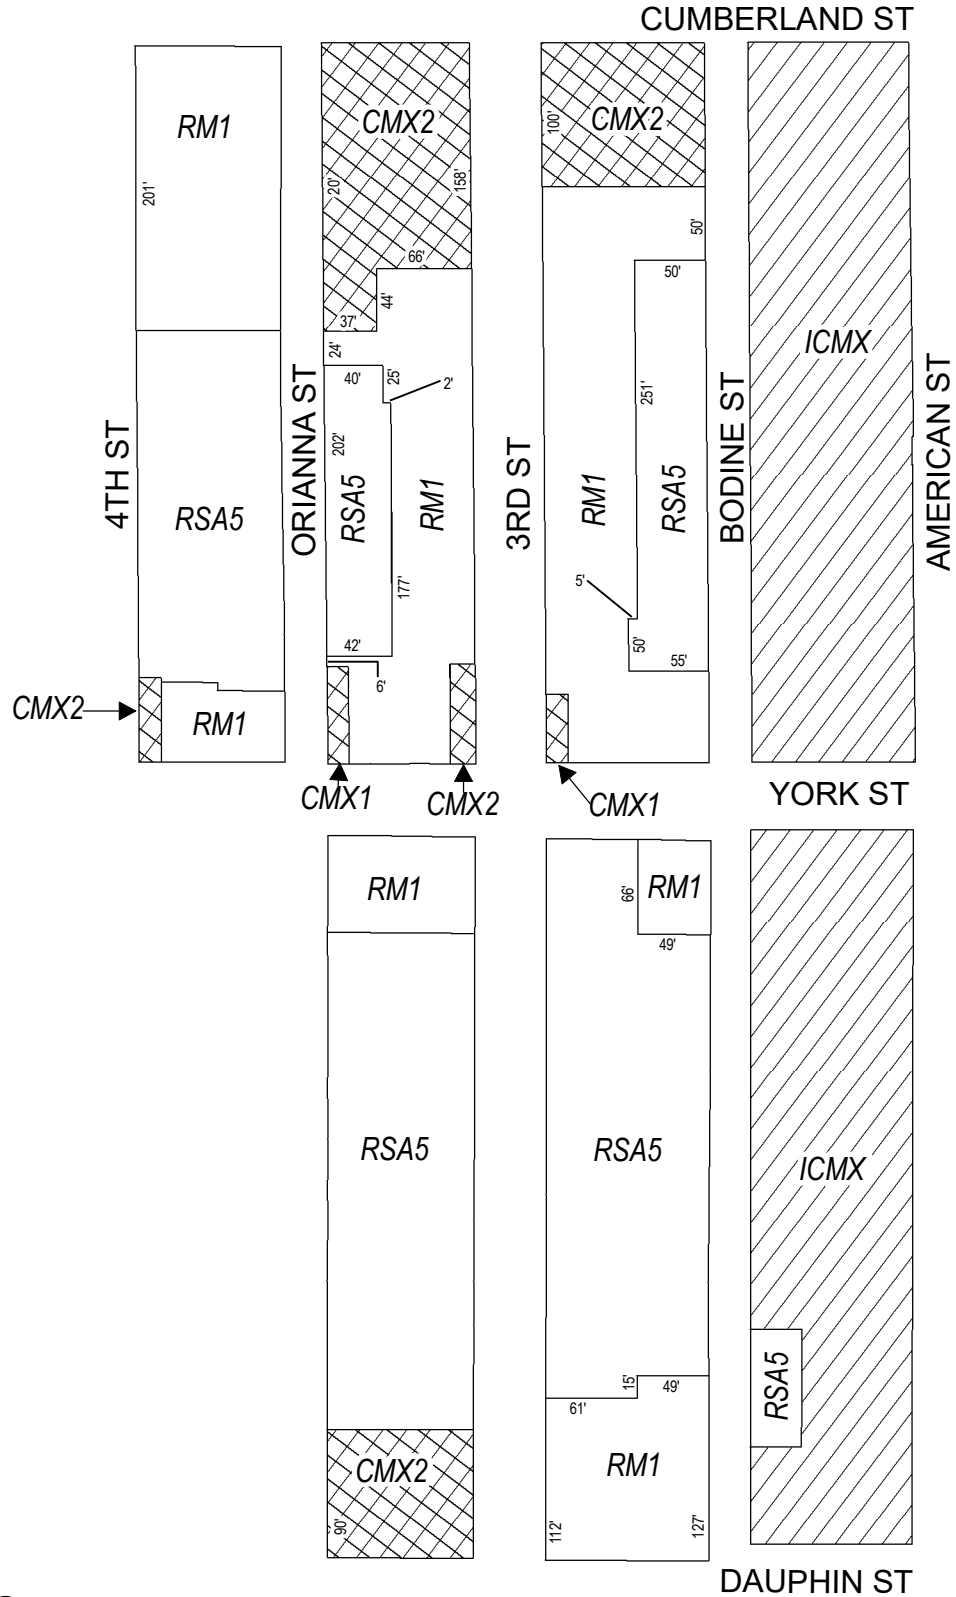 CUMBERLAND ST
RM1
201'
CMX2
20'
158'
66'
44'
37'
24'
CMX2
100'
50'
50'
ICMX
4TH ST
RSA5
ORIANNA ST
40'
25'
2'
202'
RSA5
RM1
177'
42'
6'
3RD ST
RM1
251'
RSA5
5'
50'
55'
BODINE ST
AMERICAN ST
CMX2
RM1
CMX1
CMX2
CMX1
YORK ST
RM1
66'
RM1
49'
RSA5
RSA5
ICMX
RSA5
15'
49'
61'
CMX2
90'
RM1
112'
127'
DAUPHIN ST